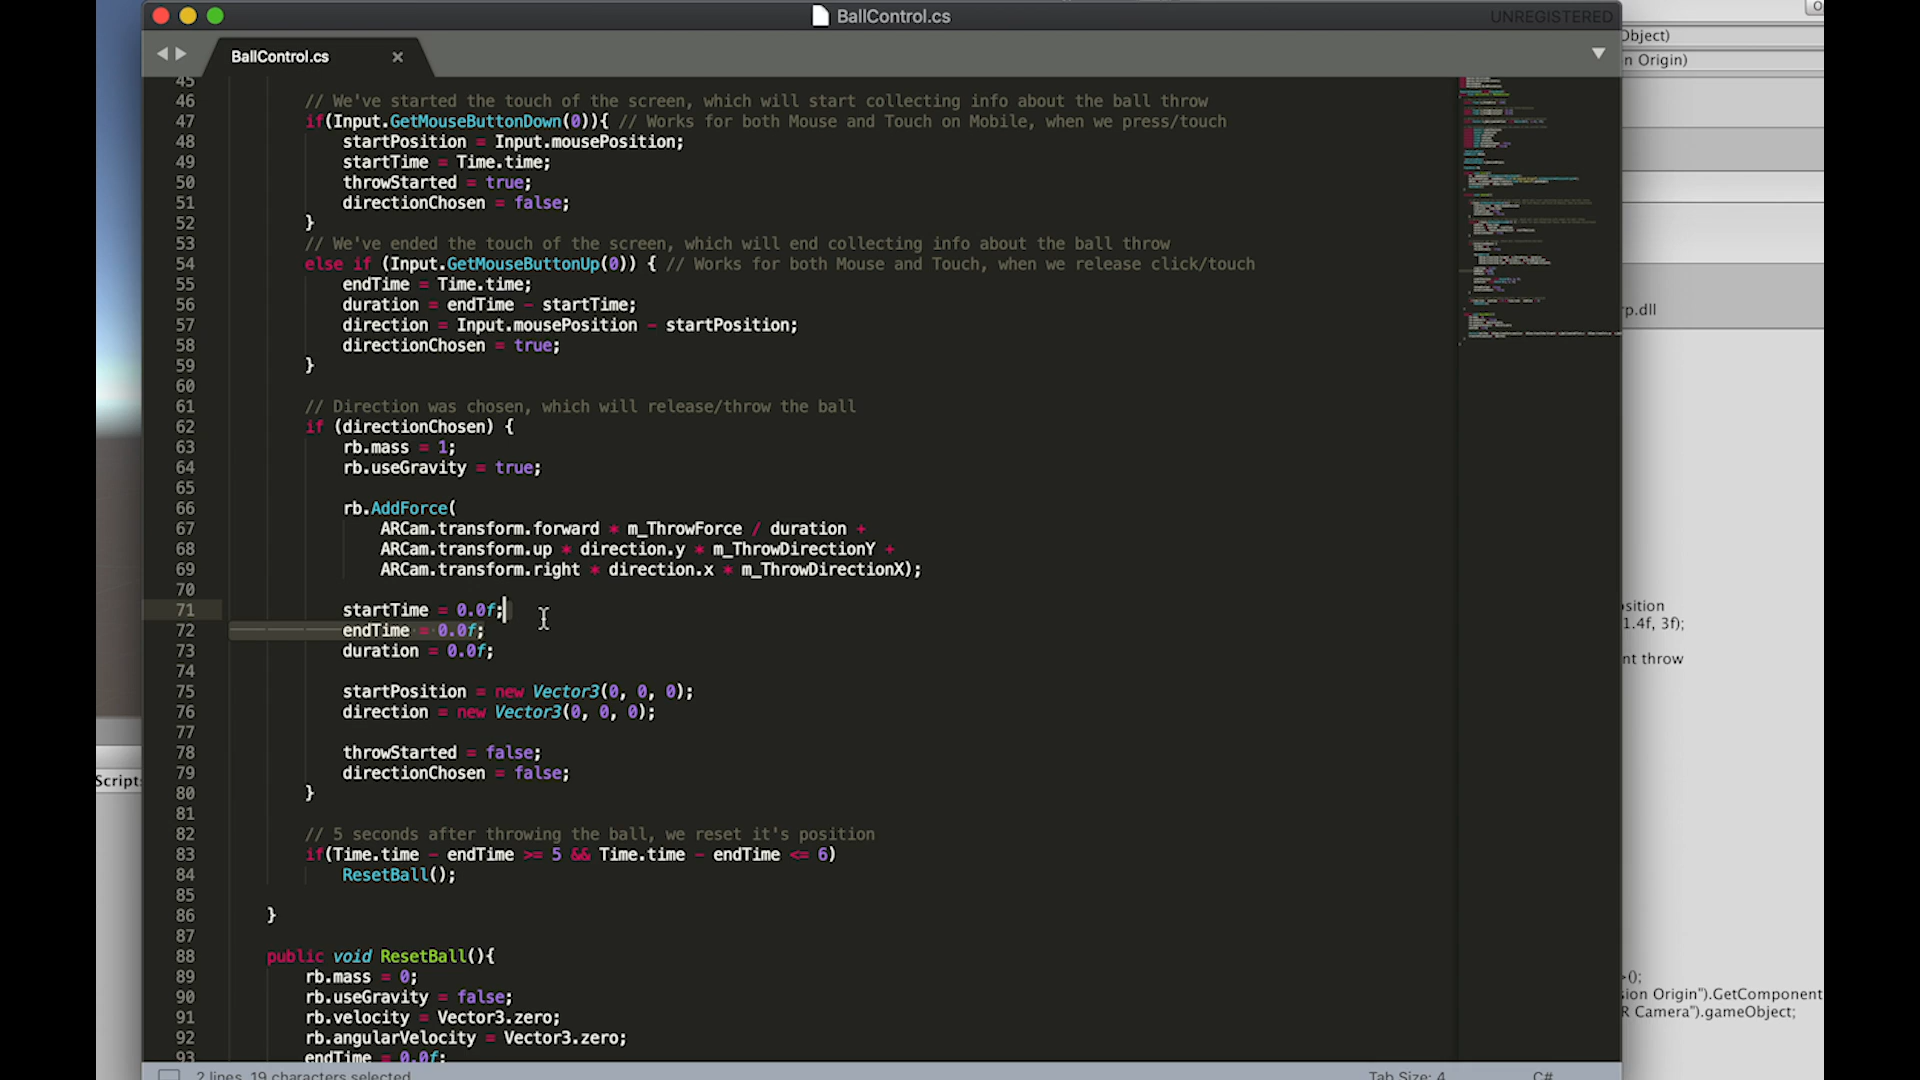 BallControl.cs
UNREGISTERED
BallControl.cs ×
45
46 // We've started the touch of the screen, which will start collecting info about the ball throw
47 if(Input.GetMouseButtonDown(0)){ // Works for both Mouse and Touch on Mobile, when we press/touch
48 startPosition = Input.mousePosition;
49 startTime = Time.time;
50 throwStarted = true;
51 directionChosen = false;
52 }
53 // We've ended the touch of the screen, which will end collecting info about the ball throw
54 else if (Input.GetMouseButtonUp(0)) { // Works for both Mouse and Touch, when we release click/touch
55 endTime = Time.time;
56 duration = endTime - startTime;
57 direction = Input.mousePosition - startPosition;
58 directionChosen = true;
59 }
60
61 // Direction was chosen, which will release/throw the ball
62 if (directionChosen) {
63 rb.mass = 1;
64 rb.useGravity = true;
65
66 rb.AddForce(
67 ARCam.transform.forward * m_ThrowForce / duration +
68 ARCam.transform.up * direction.y * m_ThrowDirectionY +
69 ARCam.transform.right * direction.x * m_ThrowDirectionX);
70
71 startTime = 0.0f;
72 endTime = 0.0f;
73 duration = 0.0f;
74
75 startPosition = new Vector3(0, 0, 0);
76 direction = new Vector3(0, 0, 0);
77
78 throwStarted = false;
79 directionChosen = false;
80 }
81
82 // 5 seconds after throwing the ball, we reset it's position
83 if(Time.time - endTime >= 5 && Time.time - endTime <= 6)
84 ResetBall();
85
86 }
87
88 public void ResetBall(){
89 rb.mass = 0;
90 rb.useGravity = false;
91 rb.velocity = Vector3.zero;
92 rb.angularVelocity = Vector3.zero;
93 endTime = 0.0f;
2 lines, 19 characters selected
Tab Size: 4
C#
Scripts
Object)
n Origin)
rp.dll
osition
1.4f, 3f);
nt throw
>();
sion Origin").GetComponent
R Camera").gameObject;